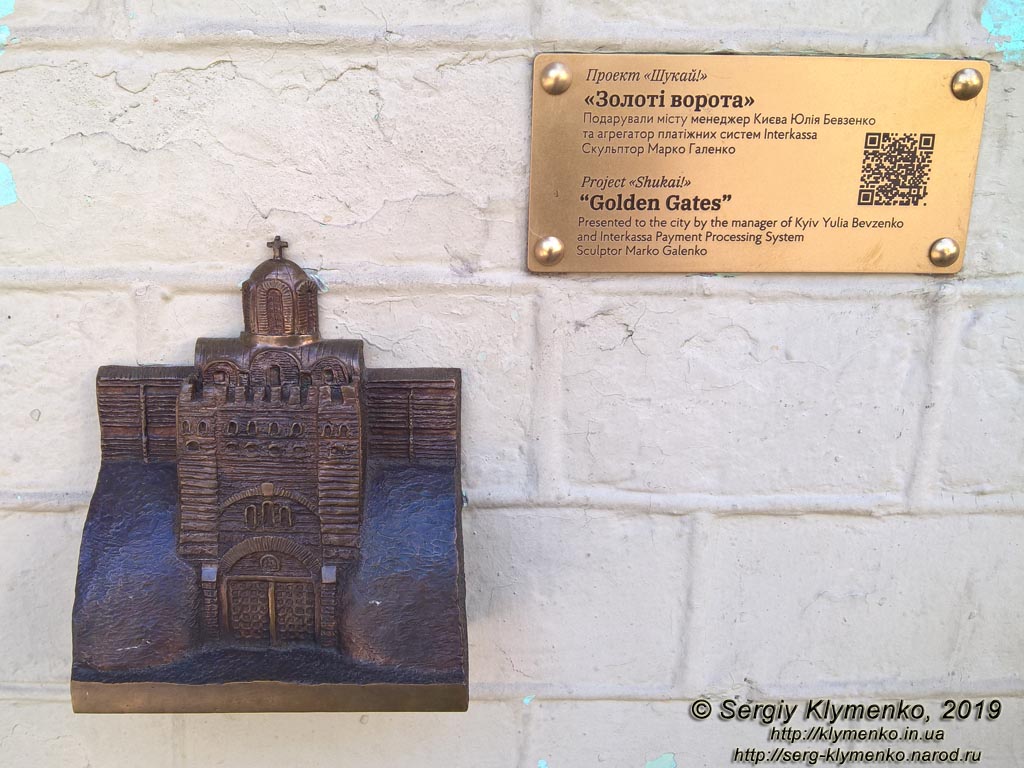 Проект «Шукай!»
«Золоті ворота»
Подарували місту менеджер Києва Юлія Бевзенко
та агрегатор платіжних систем Interkassa
Скульптор Марко Галенко
Project «Shukai!»
“Golden Gates”
Presented to the city by the manager of Kyiv Yulia Bevzenko
and Interkassa Payment Processing System
Sculptor Marko Galenko
© Sergiy Klymenko, 2019
http://klymenko.in.ua
http://serg-klymenko.narod.ru